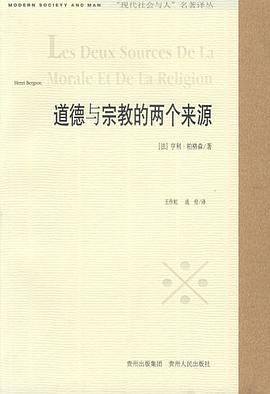 MODERN SOCIETY AND MAN “现代社会与人”名著译丛
Les Deux Sources De La
Morale Et De La Religion
Henri Bergson
道德与宗教的两个来源
[法] 亨利·柏格森/著
王作虹 成穷/译
贵州出版集团 贵州人民出版社